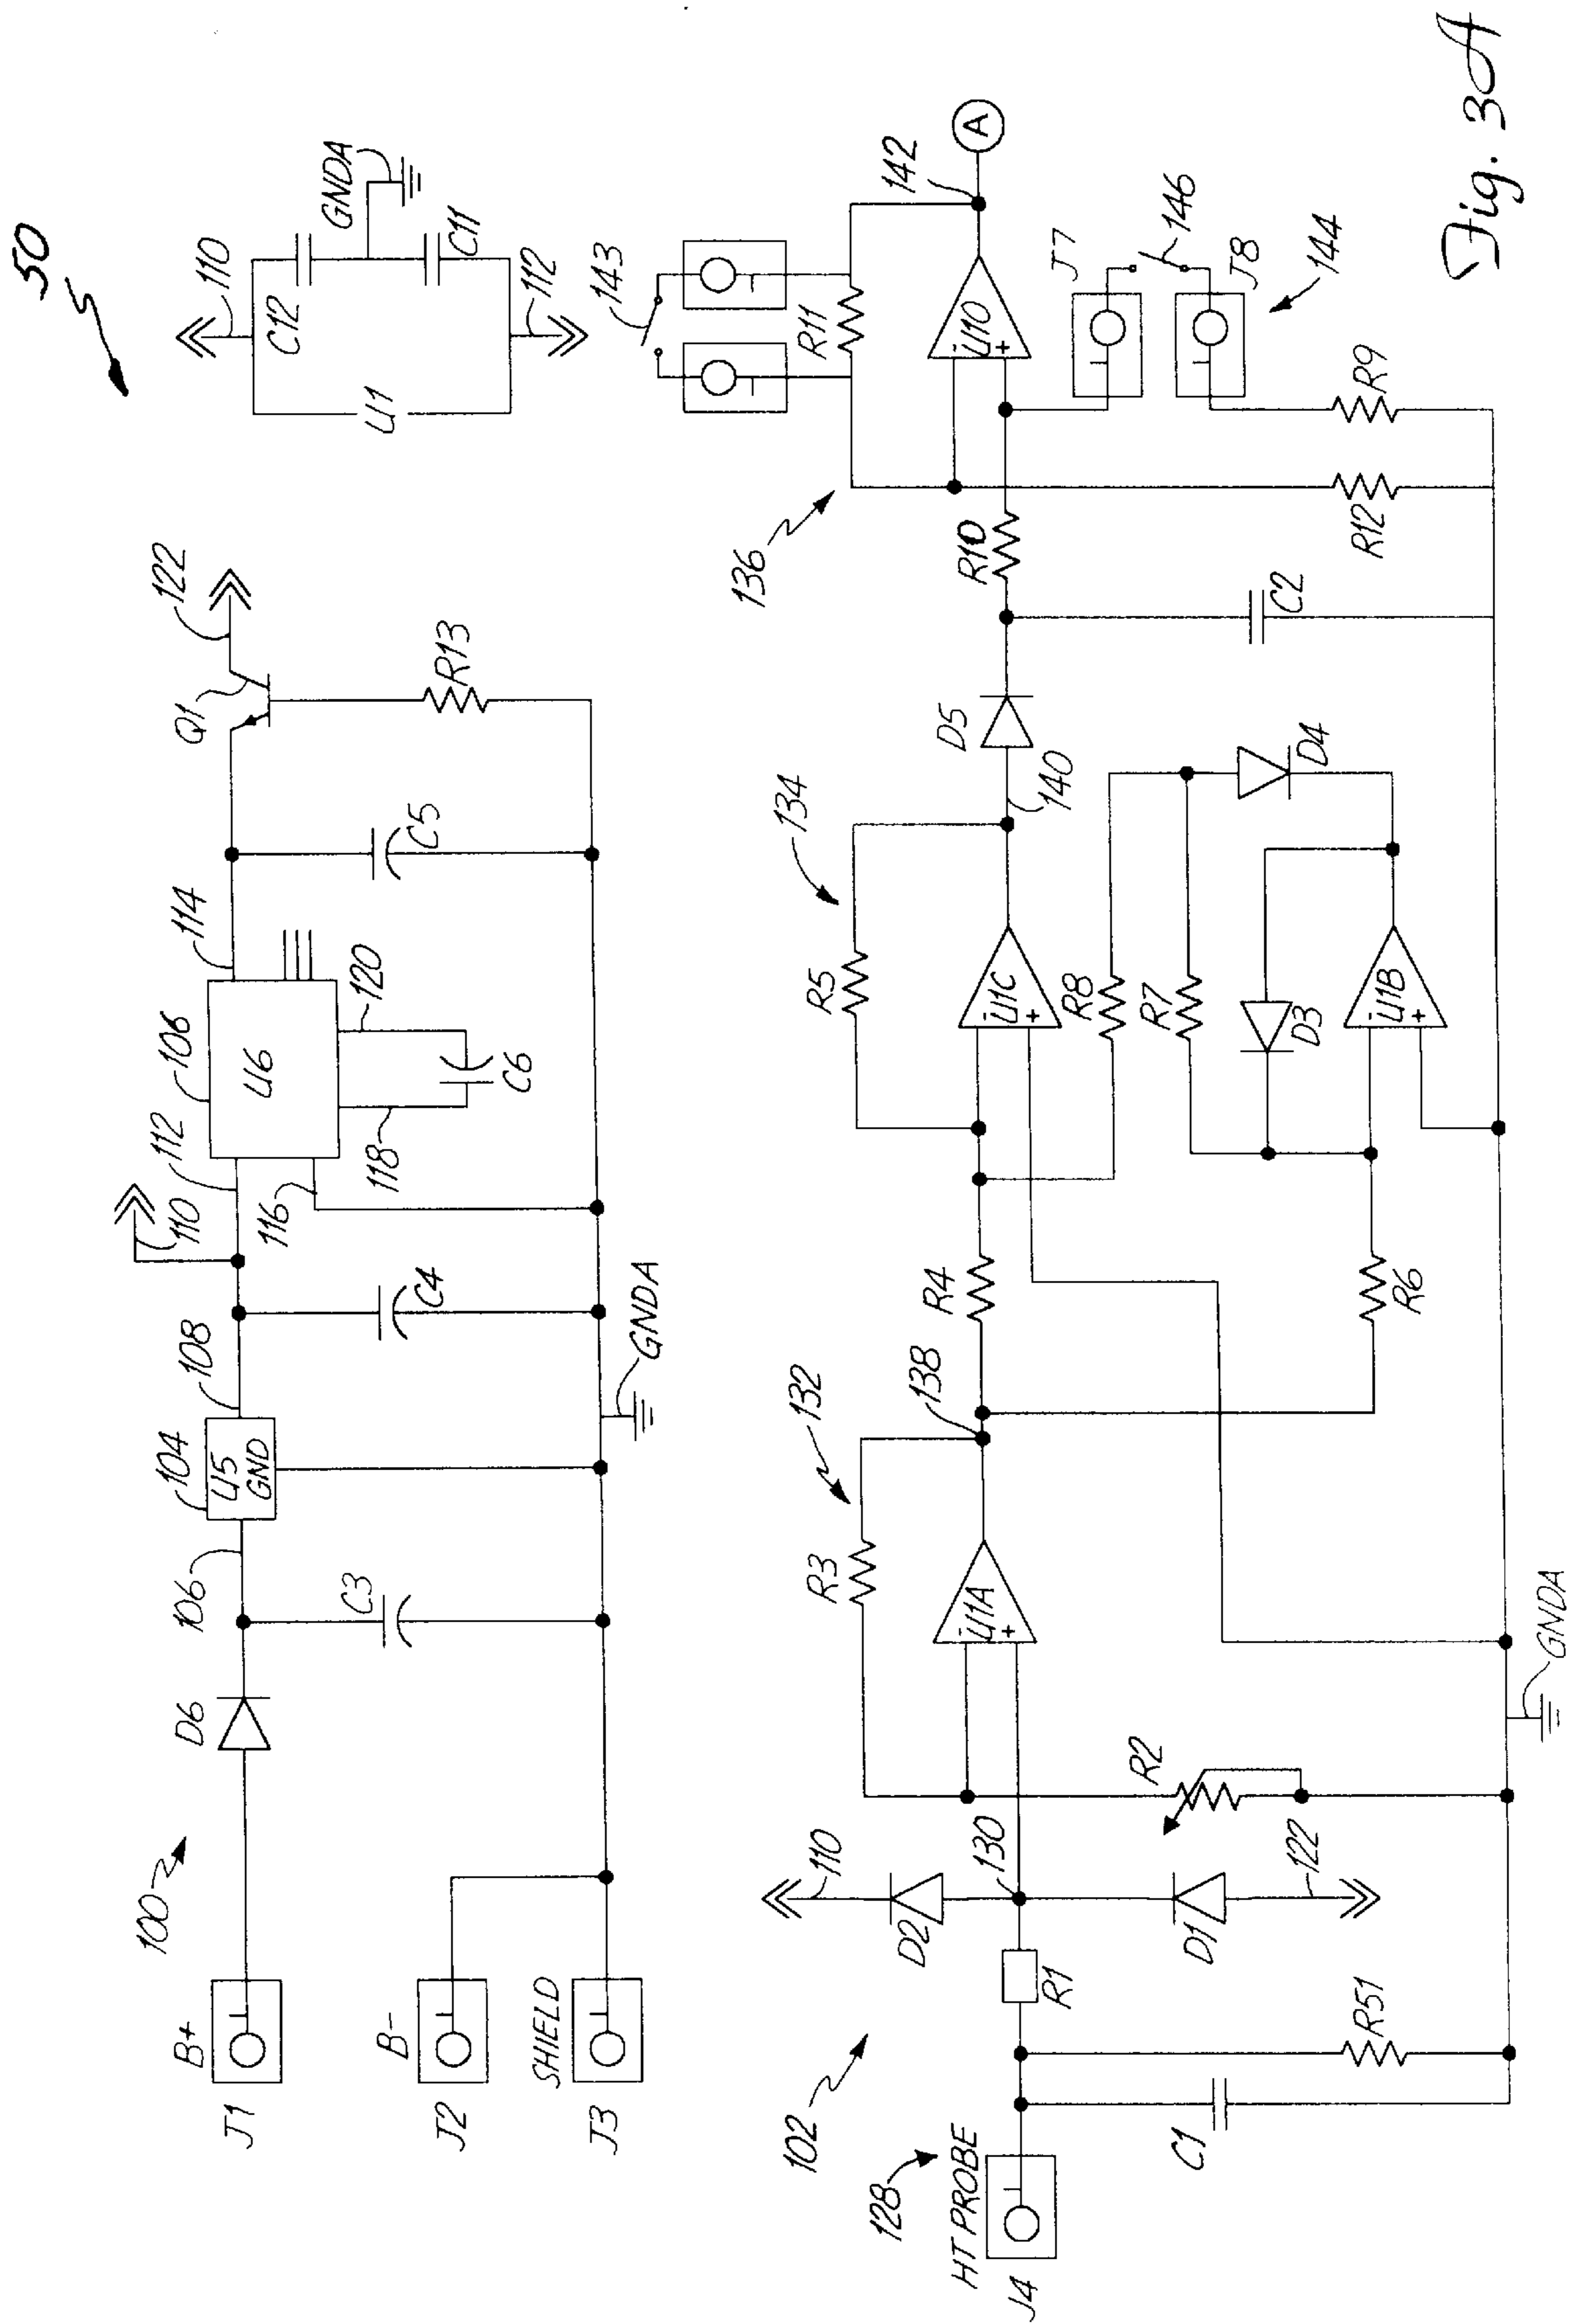 50
100
J1
B+
D6
106
104
U5
GND
108
110
112
106
U6
114
Q1
122
C3
C4
116
118
120
C6
C5
R13
J2
B-
J3
SHIELD
GNDA
110
C12
GNDA
U1
C11
112
102
128
HT PROBE
J4
C1
R51
R1
D2
110
130
D1
122
R2
R3
132
-
U1A
+
138
R4
R6
GNDA
134
R5
-
U1C
+
R8
R7
D3
-
U1B
+
D4
140
D5
C2
R10
136
143
R11
-
U10
+
142
A
J7
146
J8
144
R12
R9
Fig. 3A